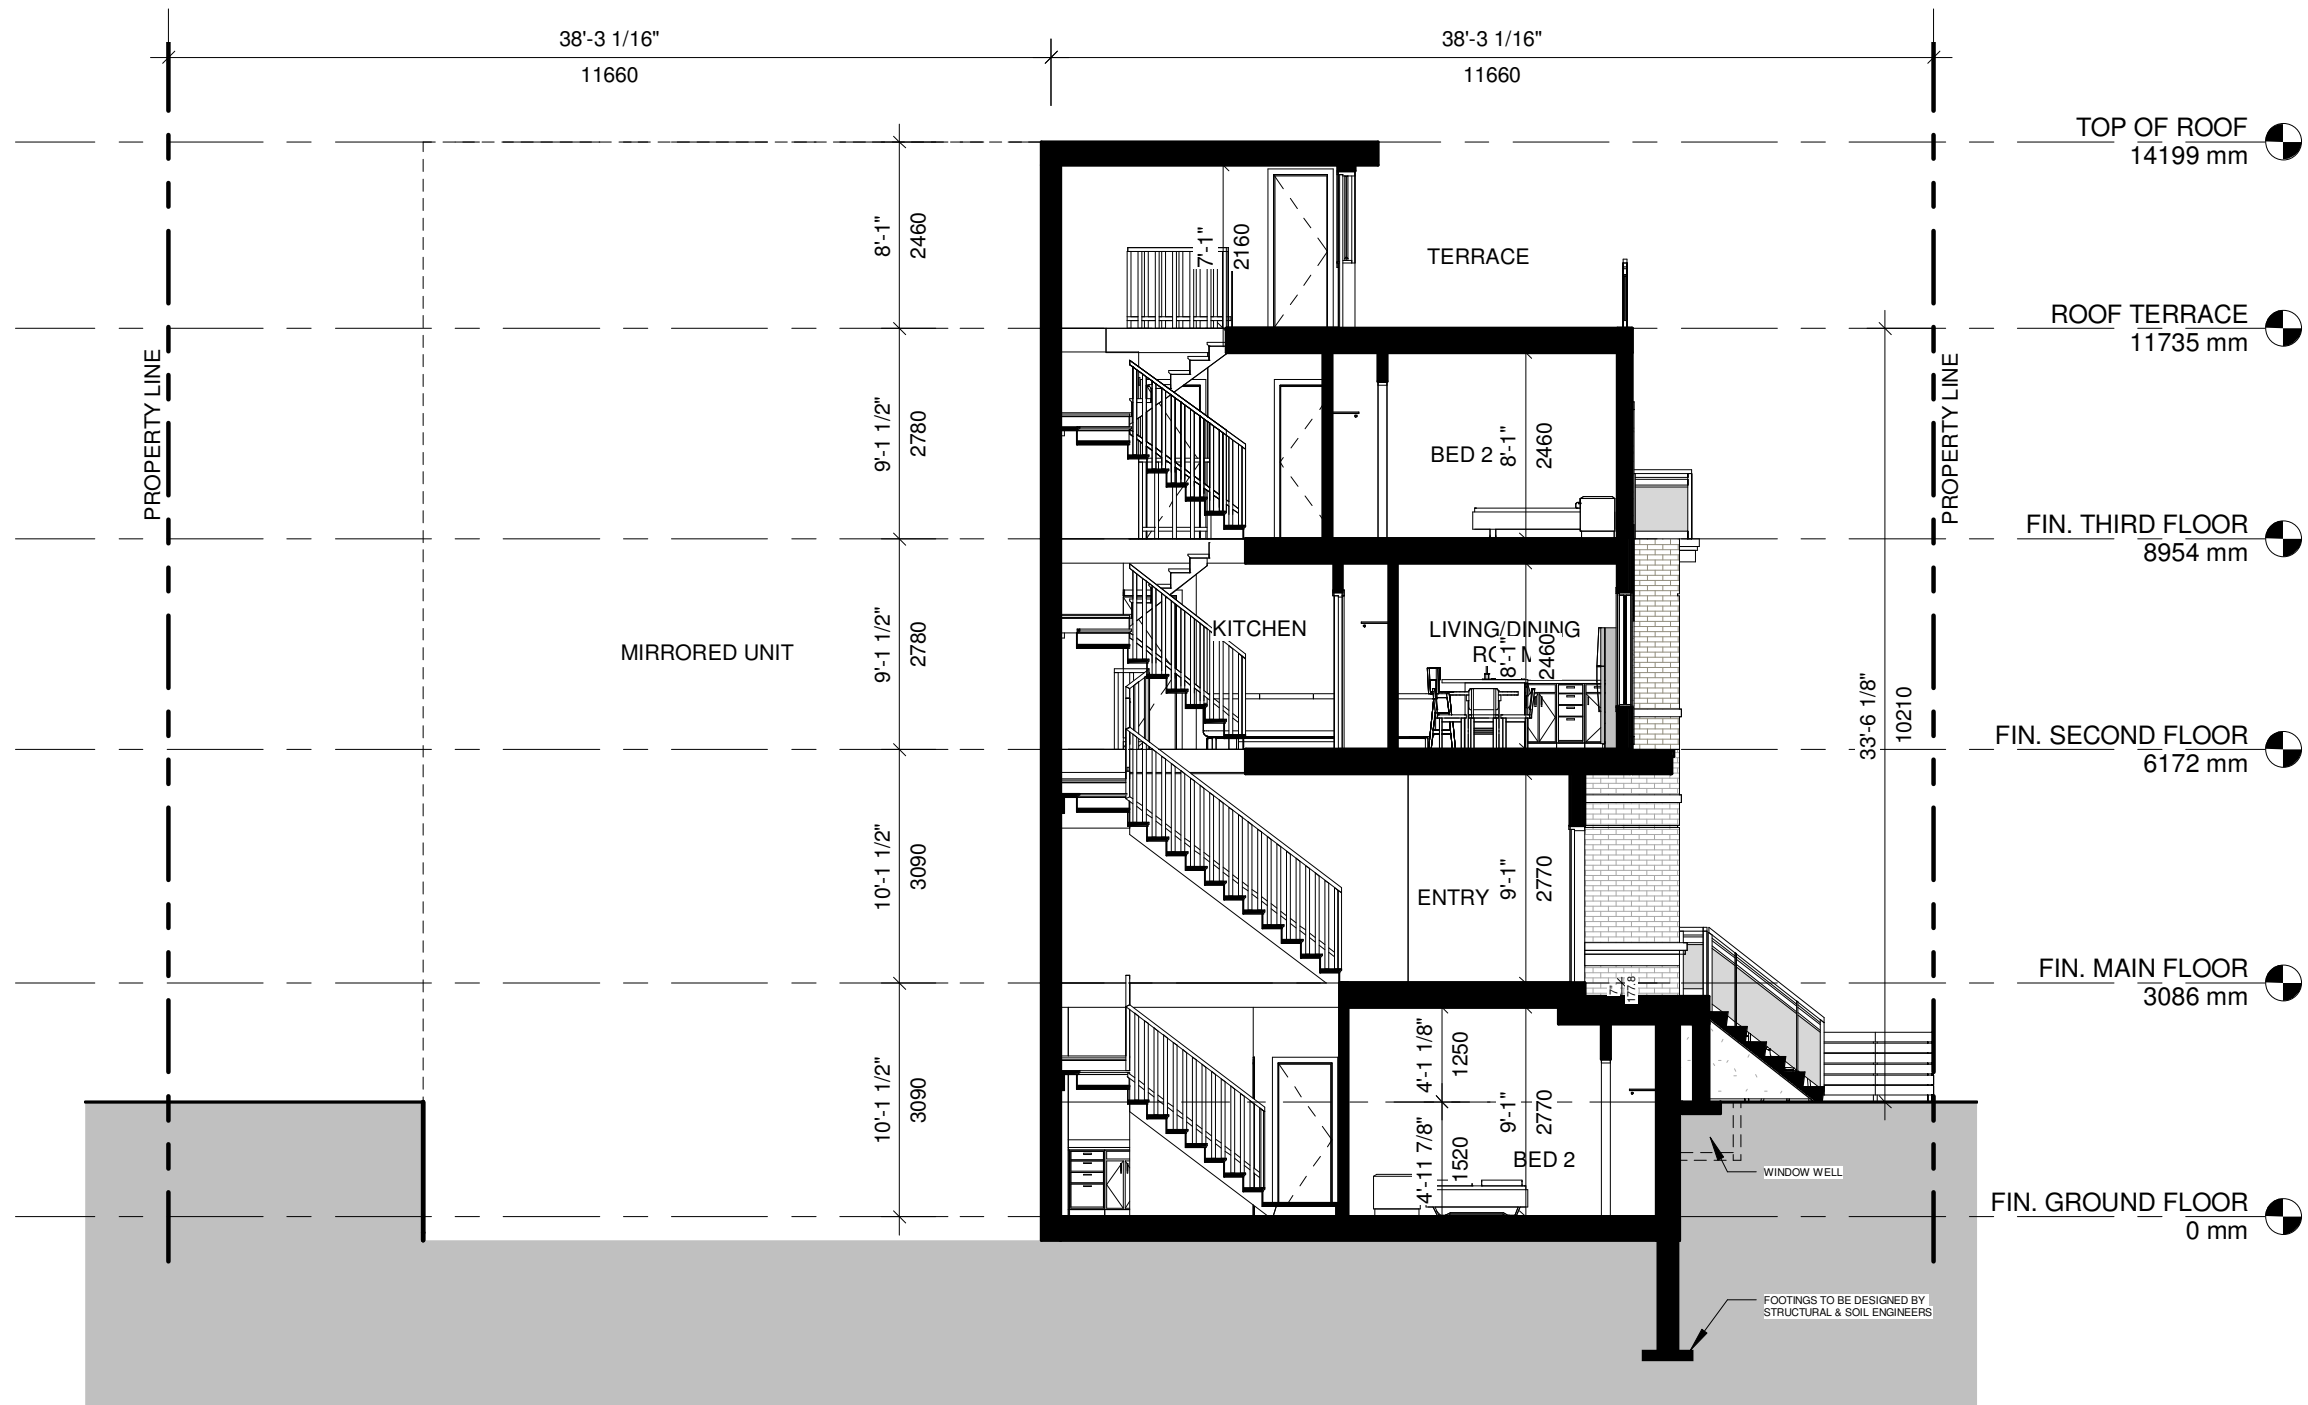 38'-3 1/16"
11660
38'-3 1/16"
11660
TOP OF ROOF
14199 mm
8'-1"
2460
7'-1"
2160
TERRACE
ROOF TERRACE
11735 mm
PROPERTY LINE
PROPERTY LINE
9'-1 1/2"
2780
BED 2
8'-1"
2460
FIN. THIRD FLOOR
8954 mm
MIRRORED UNIT
9'-1 1/2"
2780
KITCHEN
LIVING/DINING
8'-1"
2460
33'-6 1/8"
10210
FIN. SECOND FLOOR
6172 mm
10'-1 1/2"
3090
ENTRY
9'-1"
2770
FIN. MAIN FLOOR
3086 mm
7"
177.8
10'-1 1/2"
3090
4'-1 1/8"
1250
4'-11 7/8"
1520
9'-1"
2770
BED 2
WINDOW WELL
FIN. GROUND FLOOR
0 mm
FOOTINGS TO BE DESIGNED BY
STRUCTURAL & SOIL ENGINEERS